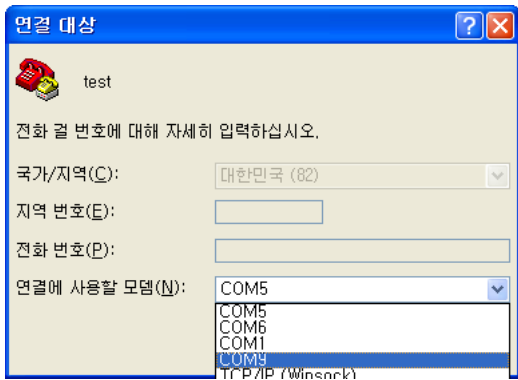 연결 대상
test
전화 걸 번호에 대해 자세히 입력하십시오.
국가/지역(C): 대한민국 (82)
지역 번호(E):
전화 번호(P):
연결에 사용할 모뎀(N): COM5
COM5
COM6
COM1
COM9
TCP/IP (Winsock)